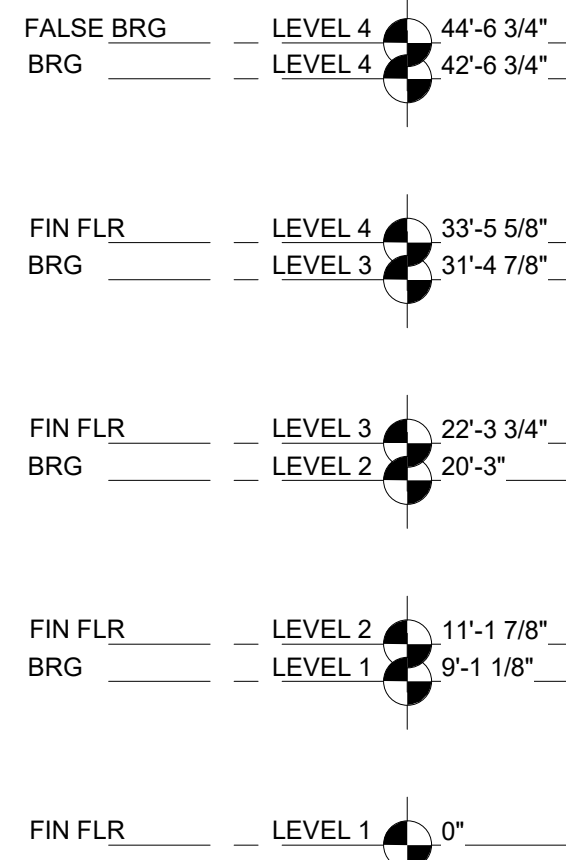 FALSE BRG LEVEL 4 44'-6 3/4"
BRG LEVEL 4 42'-6 3/4"
FIN FLR LEVEL 4 33'-5 5/8"
BRG LEVEL 3 31'-4 7/8"
FIN FLR LEVEL 3 22'-3 3/4"
BRG LEVEL 2 20'-3"
FIN FLR LEVEL 2 11'-1 7/8"
BRG LEVEL 1 9'-1 1/8"
FIN FLR LEVEL 1 0"